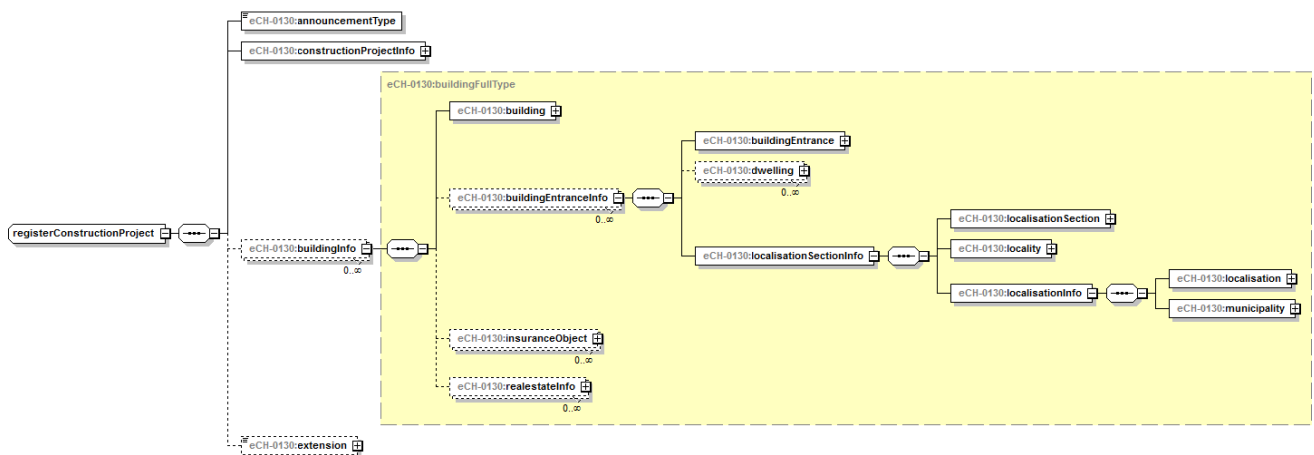 eCH-0130:announcementType
eCH-0130:constructionProjectInfo
eCH-0130:buildingFullType
eCH-0130:building
eCH-0130:buildingEntrance
eCH-0130:dwelling
0..∞
eCH-0130:buildingEntranceInfo
0..∞
eCH-0130:localisationSection
registerConstructionProject
eCH-0130:buildingInfo
0..∞
eCH-0130:localisationSectionInfo
eCH-0130:locality
eCH-0130:localisation
eCH-0130:localisationInfo
eCH-0130:municipality
eCH-0130:insuranceObject
0..∞
eCH-0130:realestateInfo
0..∞
eCH-0130:extension